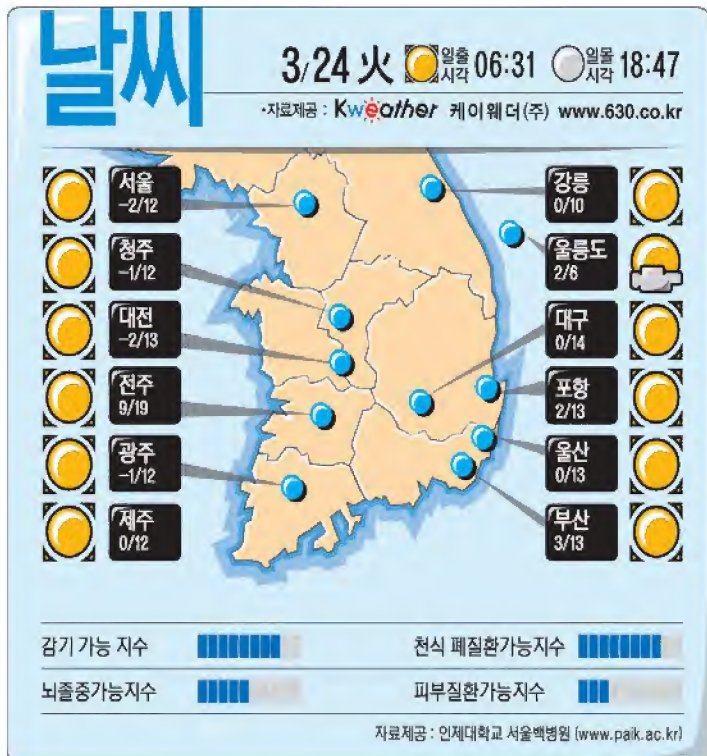 날씨
3/24 火 일출시각 06:31 일몰시각 18:47
•자료제공 : Kweather 케이웨더(주) www.630.co.kr
서울
-2/12
강릉
0/10
청주
-1/12
울릉도
2/6
대전
-2/13
대구
0/14
전주
9/19
포항
2/13
광주
-1/12
울산
0/13
제주
0/12
부산
3/13
감기 가능 지수
천식 폐질환가능지수
뇌졸중가능지수
피부질환가능지수
자료제공 : 인제대학교 서울백병원 (www.paik.ac.kr)